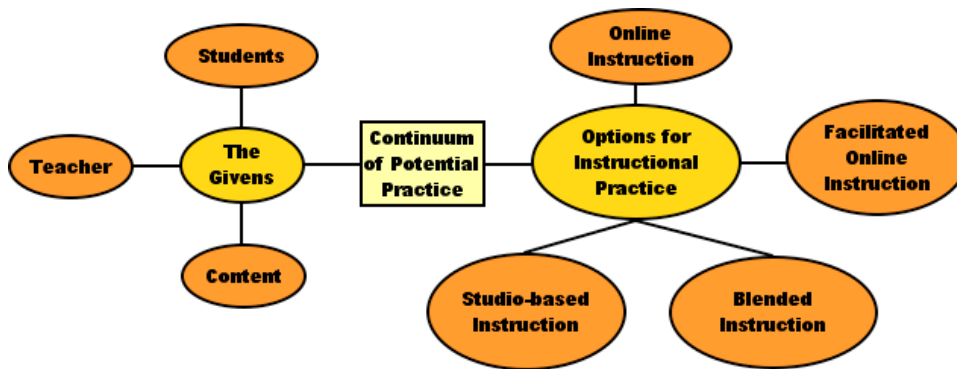 Students
Teacher
The
Givens
Content
Continuum
of Potential
Practice
Online
Instruction
Options for
Instructional
Practice
Facilitated
Online
Instruction
Studio-based
Instruction
Blended
Instruction